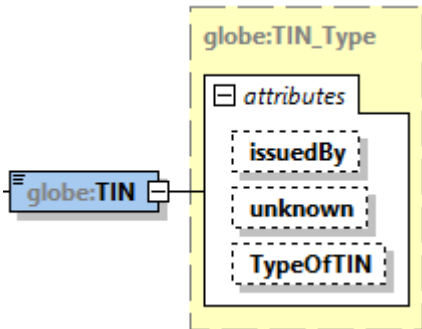 globe:TIN_Type
attributes
issuedBy
globe:TIN
unknown
TypeOfTIN